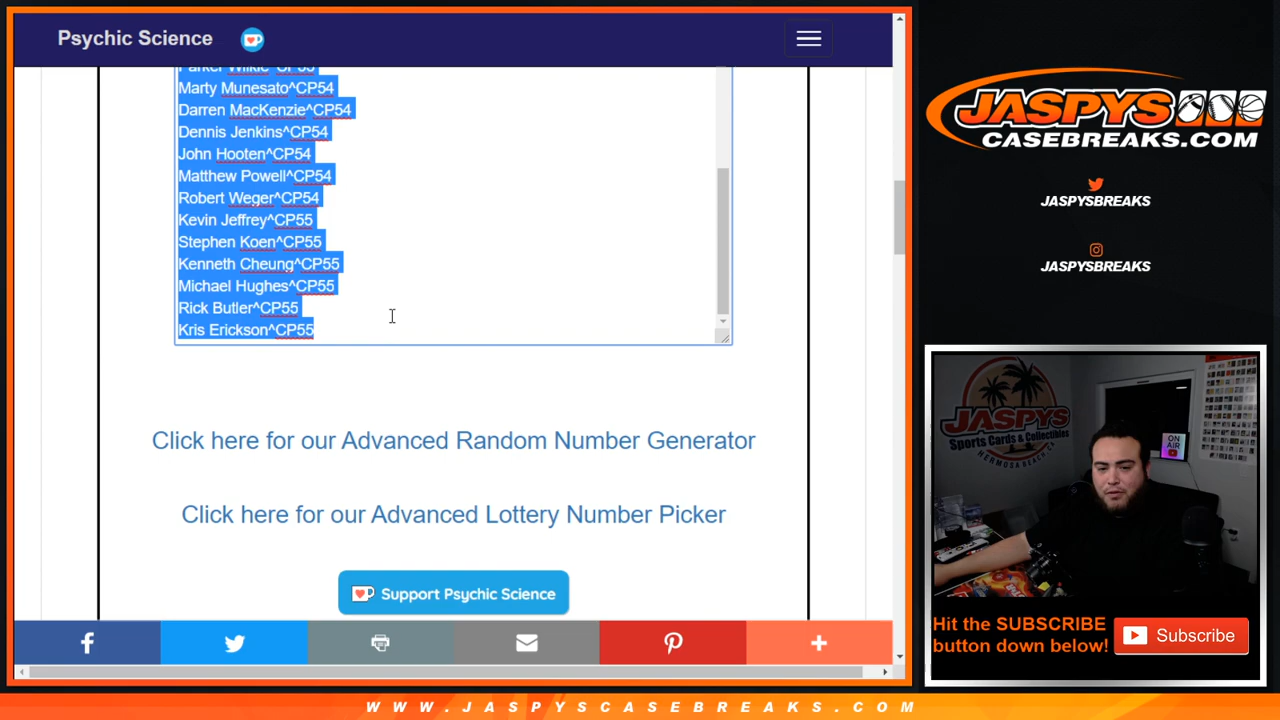 Psychic Science
Parker Wilkie^CP53
Marty Munesato^CP54
Darren MacKenzie^CP54
Dennis Jenkins^CP54
John Hooten^CP54
Matthew Powell^CP54
Robert Weger^CP54
Kevin Jeffrey^CP55
Stephen Koen^CP55
Kenneth Cheung^CP55
Michael Hughes^CP55
Rick Butler^CP55
Kris Erickson^CP55
Click here for our Advanced Random Number Generator
Click here for our Advanced Lottery Number Picker
Support Psychic Science
JASPYS
CASEBREAKS.COM
JASPYSBREAKS
JASPYSBREAKS
JASPYS
Sports Cards & Collectibles
HERMOSA BEACH, CA
ON
AIR
Hit the SUBSCRIBE
button down below!
Subscribe
WWW.JASPYSCASEBREAKS.COM